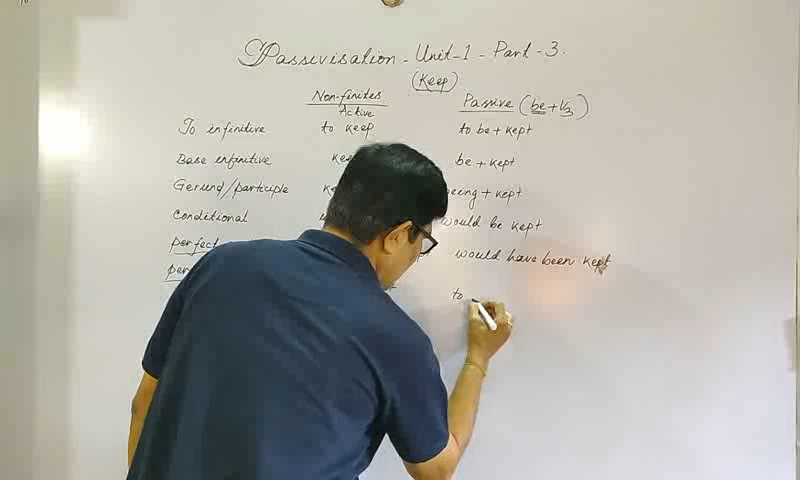 Passivisation - Unit-1 - Part-3.
(Keep)
Non-finites
Active Passive (be + V3)
To infinitive to keep to be + kept
Base infinitive be + kept
Gerund/participle being + kept
Conditional would be kept
perfect would have been kept
to